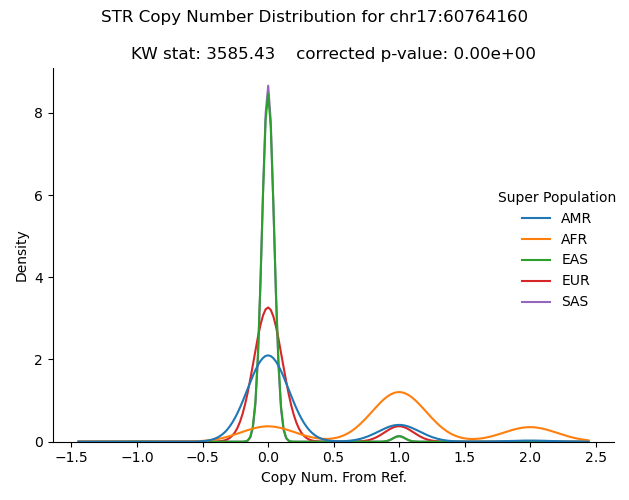 STR Copy Number Distribution for chr17:60764160
KW stat: 3585.43    corrected p-value: 0.00e+00
Density
8
6
4
2
0
−1.5 −1.0 −0.5 0.0 0.5 1.0 1.5 2.0 2.5
Copy Num. From Ref.
Super Population
AMR
AFR
EAS
EUR
SAS